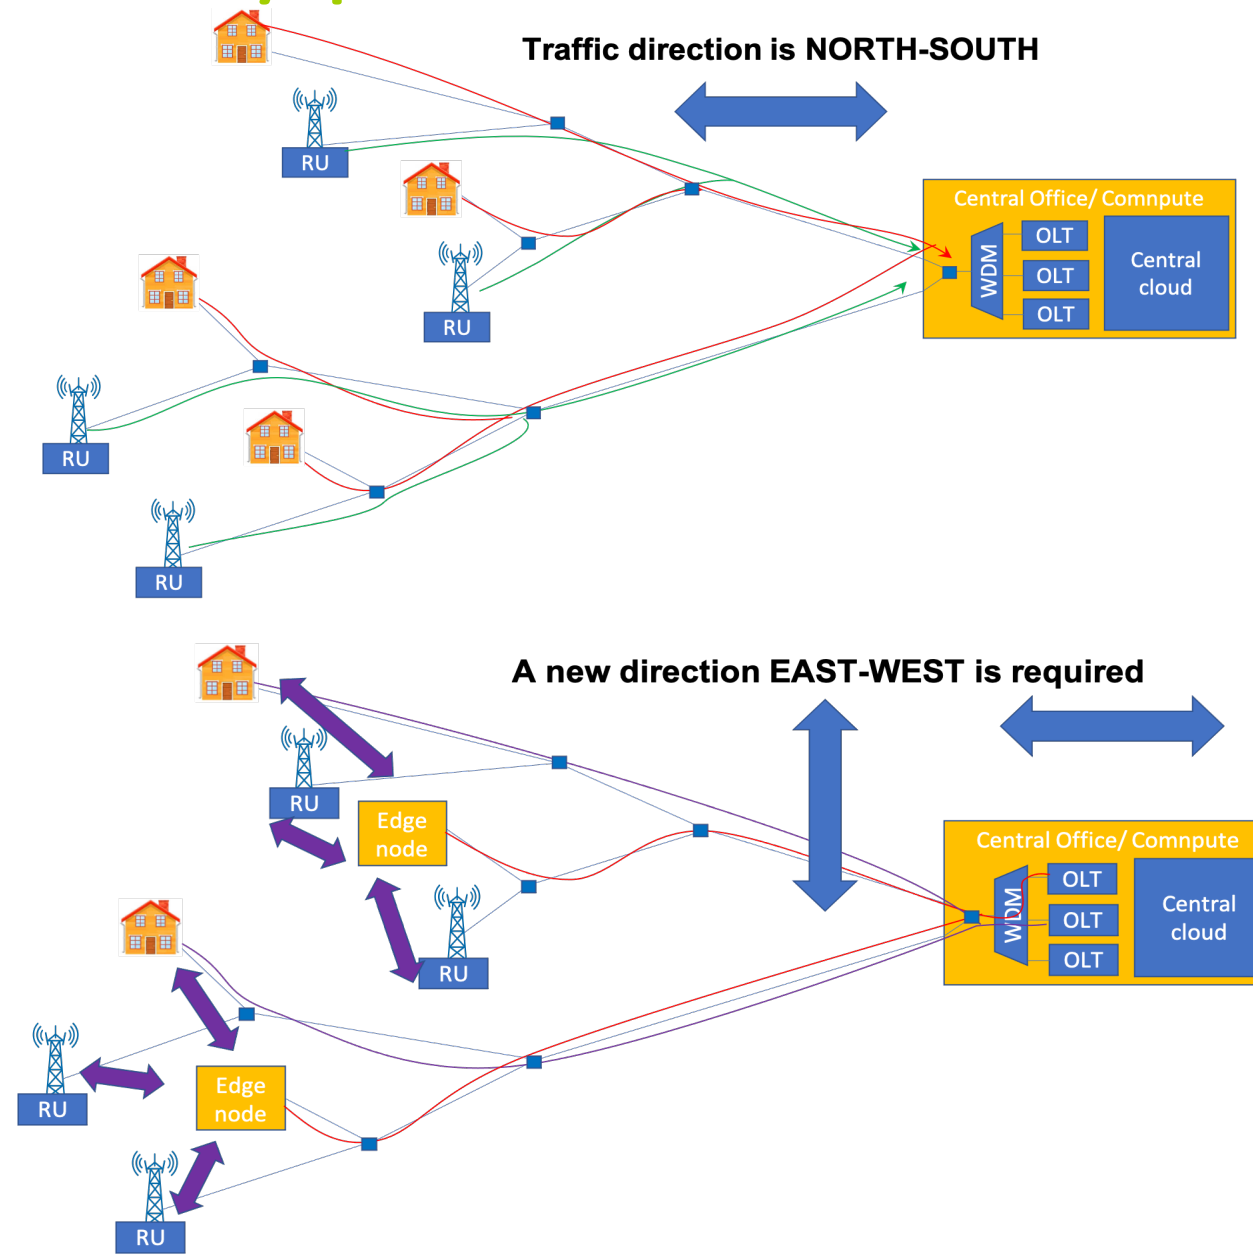 Traffic direction is NORTH-SOUTH
RU
Central Office/ Comnpute
WDM
OLT
OLT
OLT
Central
cloud
RU
RU
RU
A new direction EAST-WEST is required
RU
Edge
node
Central Office/ Comnpute
WDM
OLT
OLT
OLT
Central
cloud
RU
Edge
node
RU
RU